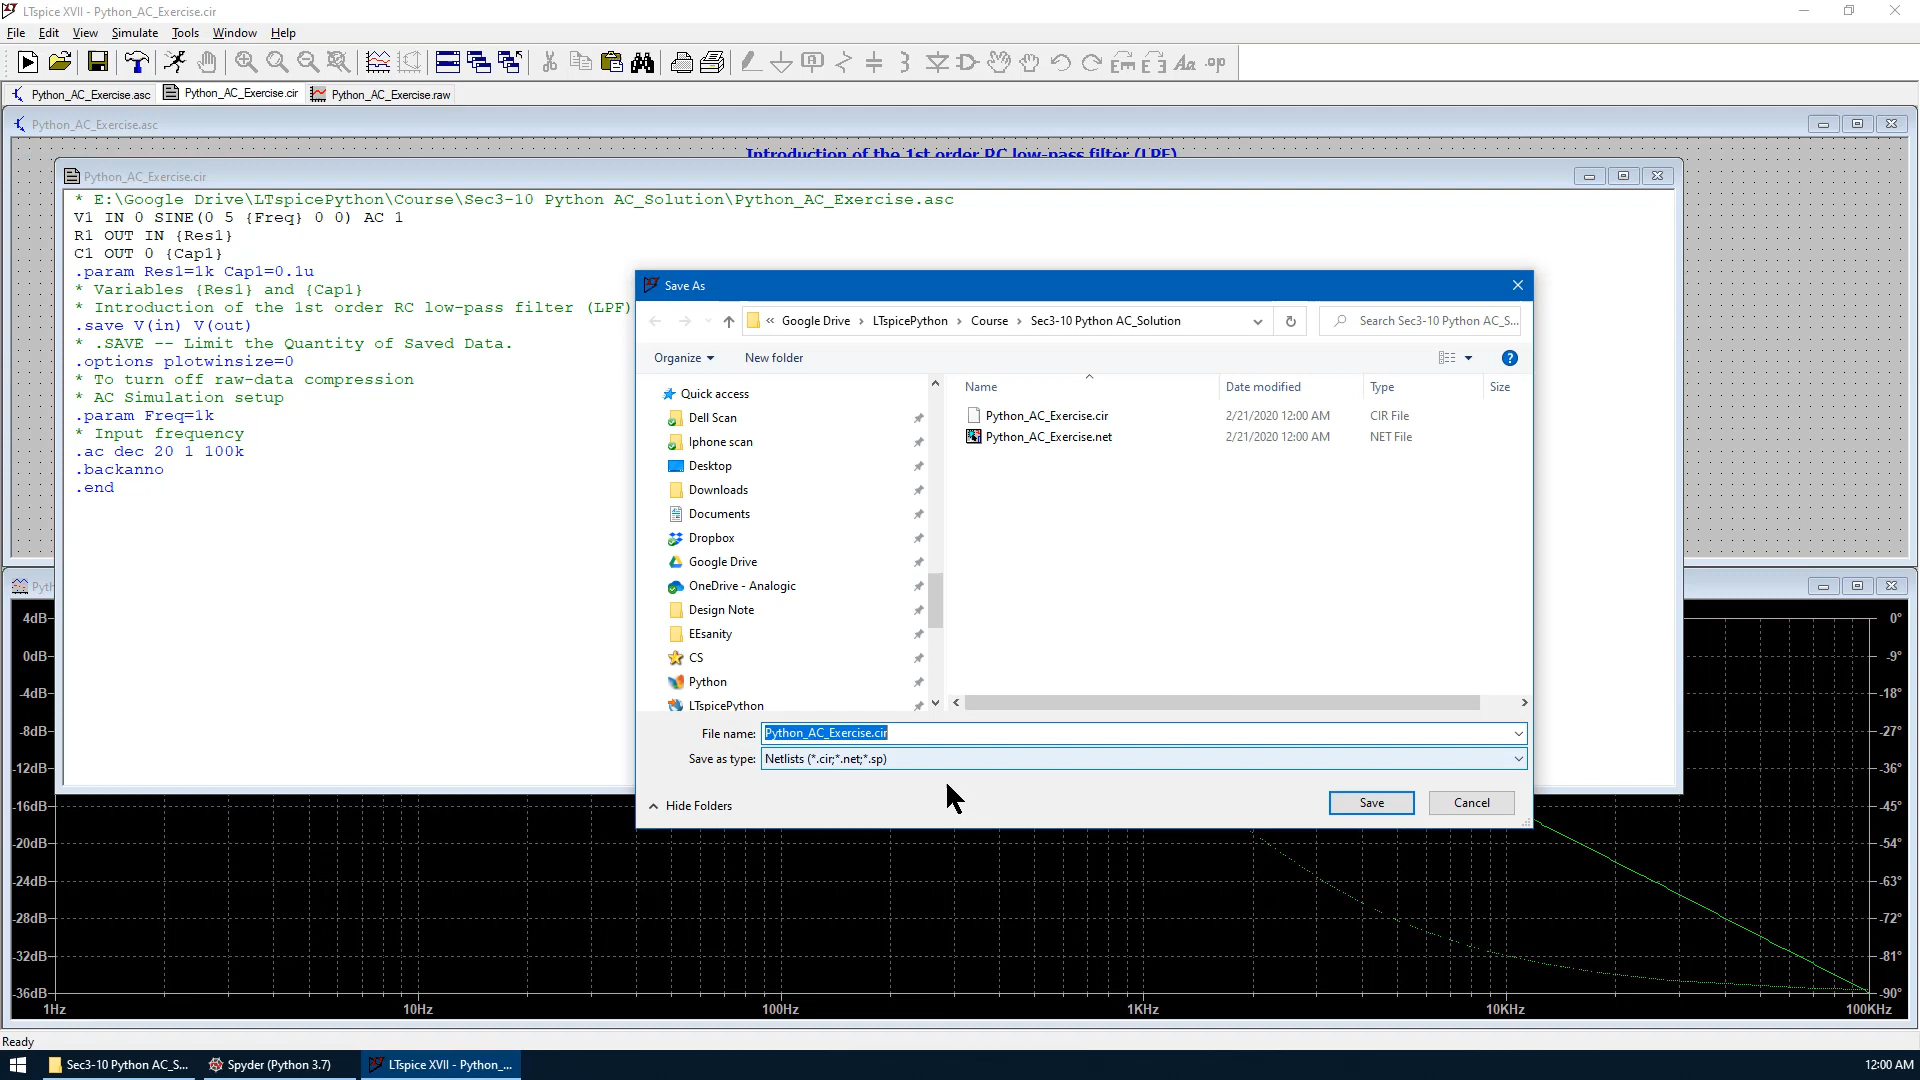 LTspice XVII - Python_AC_Exercise.cir
File Edit View Simulate Tools Window Help
Aa .op
Python_AC_Exercise.asc Python_AC_Exercise.cir Python_AC_Exercise.raw
Python_AC_Exercise.asc
Introduction of the 1st order RC low-pass filter (LPF)
Python_AC_Exercise.cir
* E:\Google Drive\LTspicePython\Course\Sec3-10 Python AC_Solution\Python_AC_Exercise.asc
V1 IN 0 SINE(0 5 {Freq} 0 0) AC 1
R1 OUT IN {Res1}
C1 OUT 0 {Cap1}
.param Res1=1k Cap1=0.1u
* Variables {Res1} and {Cap1}
* Introduction of the 1st order RC low-pass filter (LPF)
.save V(in) V(out)
* .SAVE -- Limit the Quantity of Saved Data.
.options plotwinsize=0
* To turn off raw-data compression
* AC Simulation setup
.param Freq=1k
* Input frequency
.ac dec 20 1 100k
.backanno
.end
Save As
« Google Drive › LTspicePython › Course › Sec3-10 Python AC_Solution
Search Sec3-10 Python AC_S...
Organize New folder
Quick access
Dell Scan
Iphone scan
Desktop
Downloads
Documents
Dropbox
Google Drive
OneDrive - Analogic
Design Note
EEsanity
CS
Python
LTspicePython
Name Date modified Type Size
Python_AC_Exercise.cir 2/21/2020 12:00 AM CIR File
Python_AC_Exercise.net 2/21/2020 12:00 AM NET File
File name: Python_AC_Exercise.cir
Save as type: Netlists (*.cir;*.net;*.sp)
Hide Folders Save Cancel
Pyth
4dB
0dB
-4dB
-8dB
-12dB
-16dB
-20dB
-24dB
-28dB
-32dB
-36dB
0°
-9°
-18°
-27°
-36°
-45°
-54°
-63°
-72°
-81°
-90°
1Hz 10Hz 100Hz 1KHz 10KHz 100KHz
Ready
Sec3-10 Python AC_S... Spyder (Python 3.7) LTspice XVII - Python_... 12:00 AM